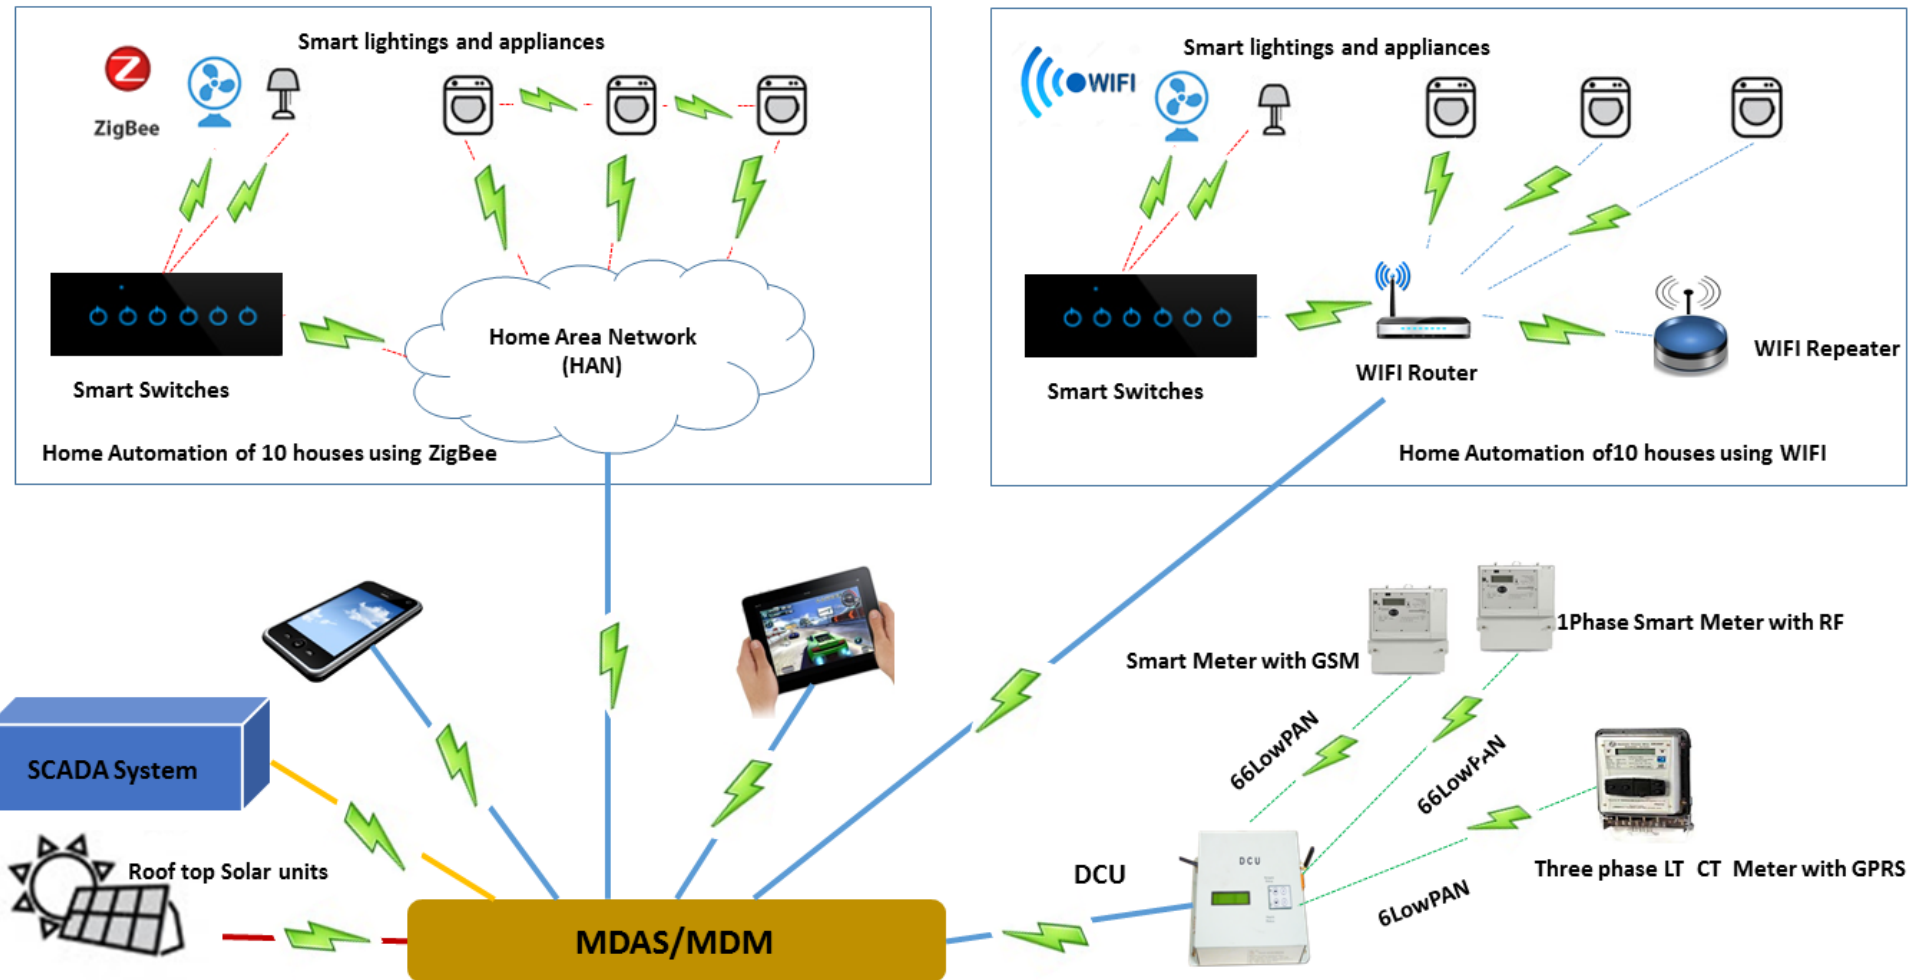 Smart lightings and appliances
Z
ZigBee
Home Area Network
(HAN)
Smart Switches
Home Automation of 10 houses using ZigBee
Smart lightings and appliances
WIFI
WIFI Repeater
WIFI Router
Smart Switches
Home Automation of10 houses using WIFI
1Phase Smart Meter with RF
Smart Meter with GSM
66LowPAN
66LowPAN
6LowPAN
SCADA System
Roof top Solar units
DCU
DCU
Three phase LT CT Meter with GPRS
MDAS/MDM